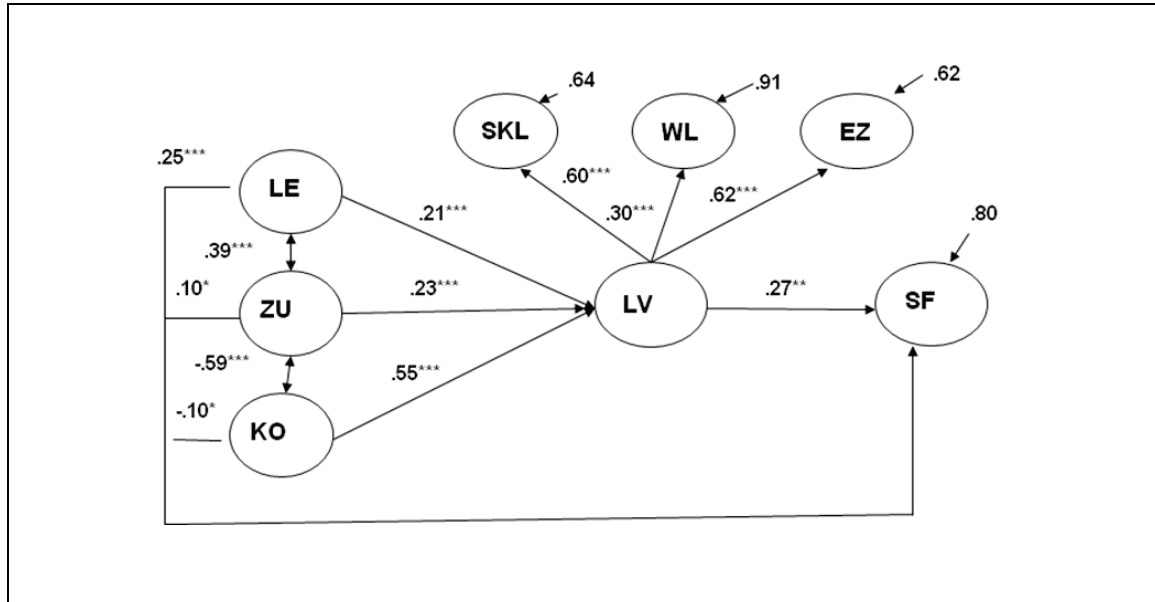 .64
.91
.62
SKL
WL
EZ
.25***
LE
.60***
.30***
.62***
.21***
.80
.39***
.10*
ZU
.23***
LV
.27**
SF
-.59***
.55***
-.10*
KO